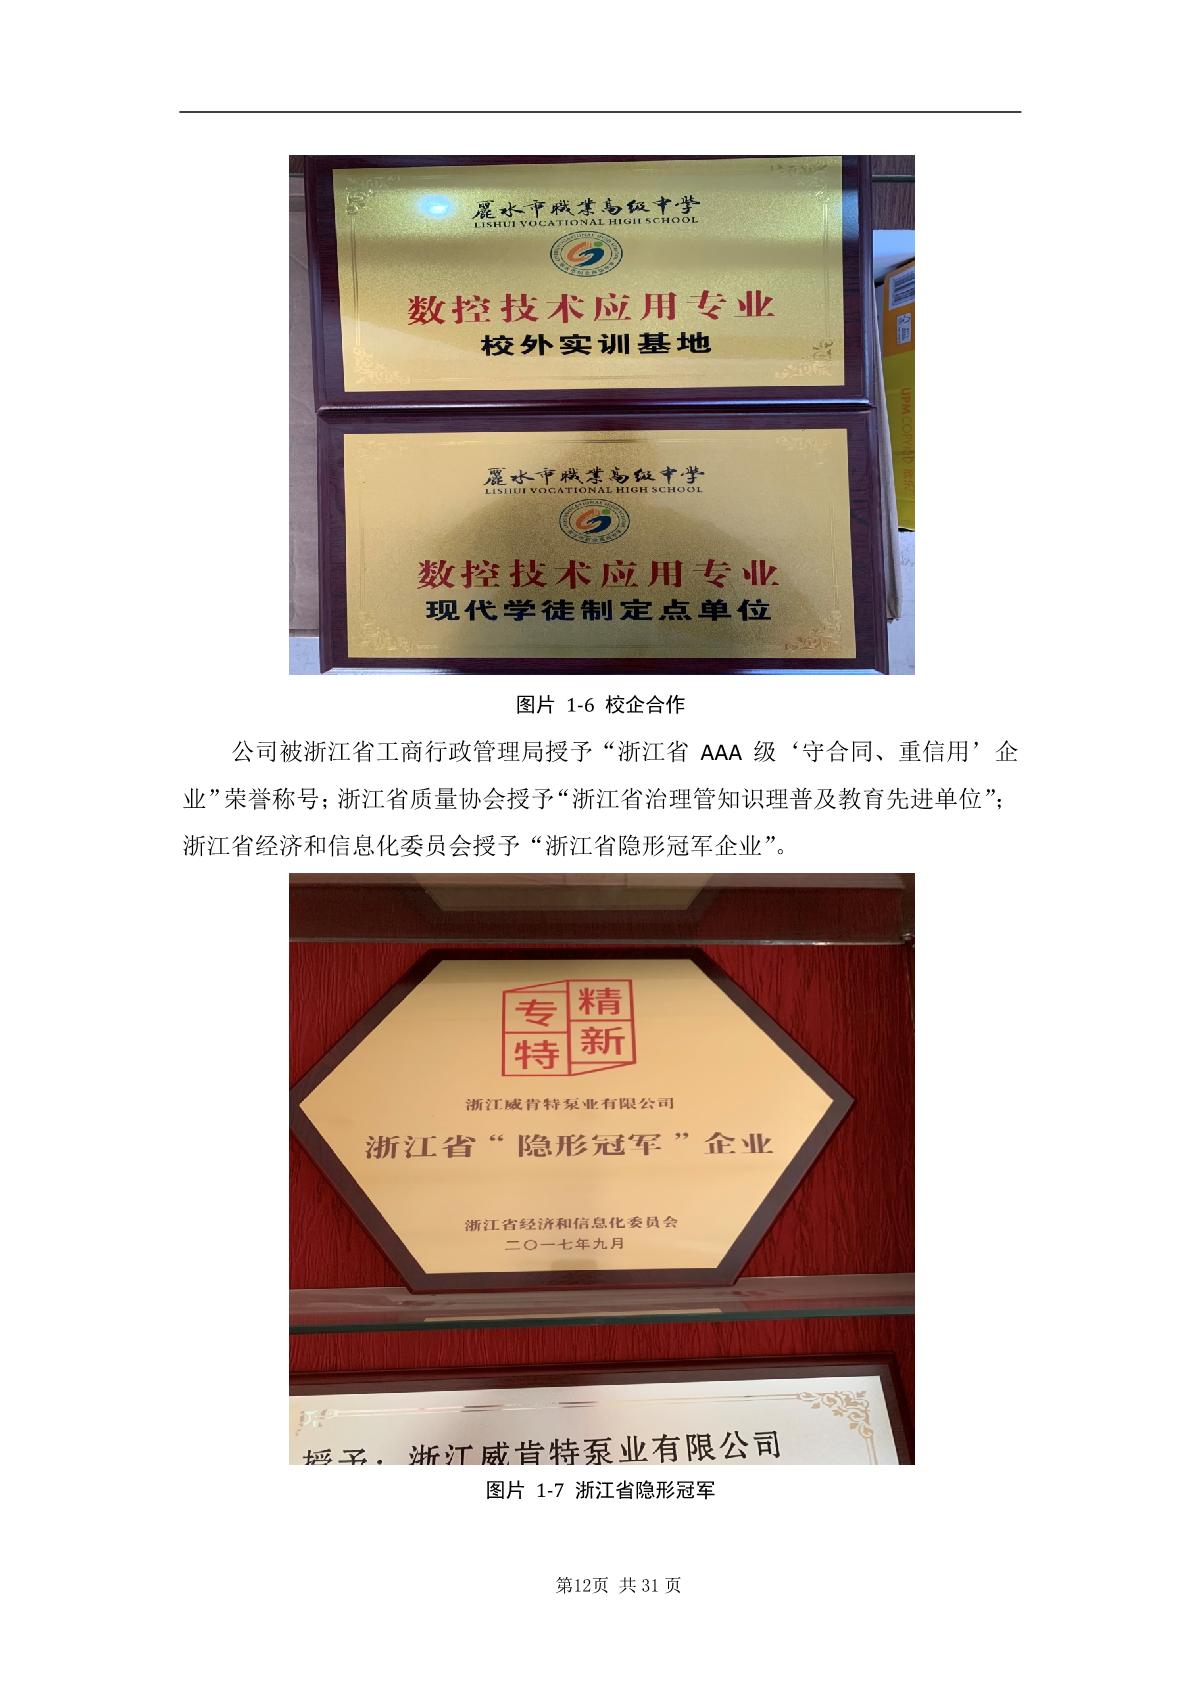 麗水市職業高级中学
LISHUI VOCATIONAL HIGH SCHOOL
数控技术应用专业
校外实训基地
UPM COPYKID
麗水市職業高级中学
LISHUI VOCATIONAL HIGH SCHOOL
数控技术应用专业
现代学徒制定点单位
图片 1-6 校企合作
公司被浙江省工商行政管理局授予“浙江省 AAA 级‘守合同、重信用’企
业”荣誉称号；浙江省质量协会授予“浙江省治理管知识理普及教育先进单位”；
浙江省经济和信息化委员会授予“浙江省隐形冠军企业”。
专精
特新
浙江威肯特泵业有限公司
浙江省“隐形冠军”企业
浙江省经济和信息化委员会
二〇一七年九月
授予：浙江威肯特泵业有限公司
图片 1-7 浙江省隐形冠军
第12页 共 31 页